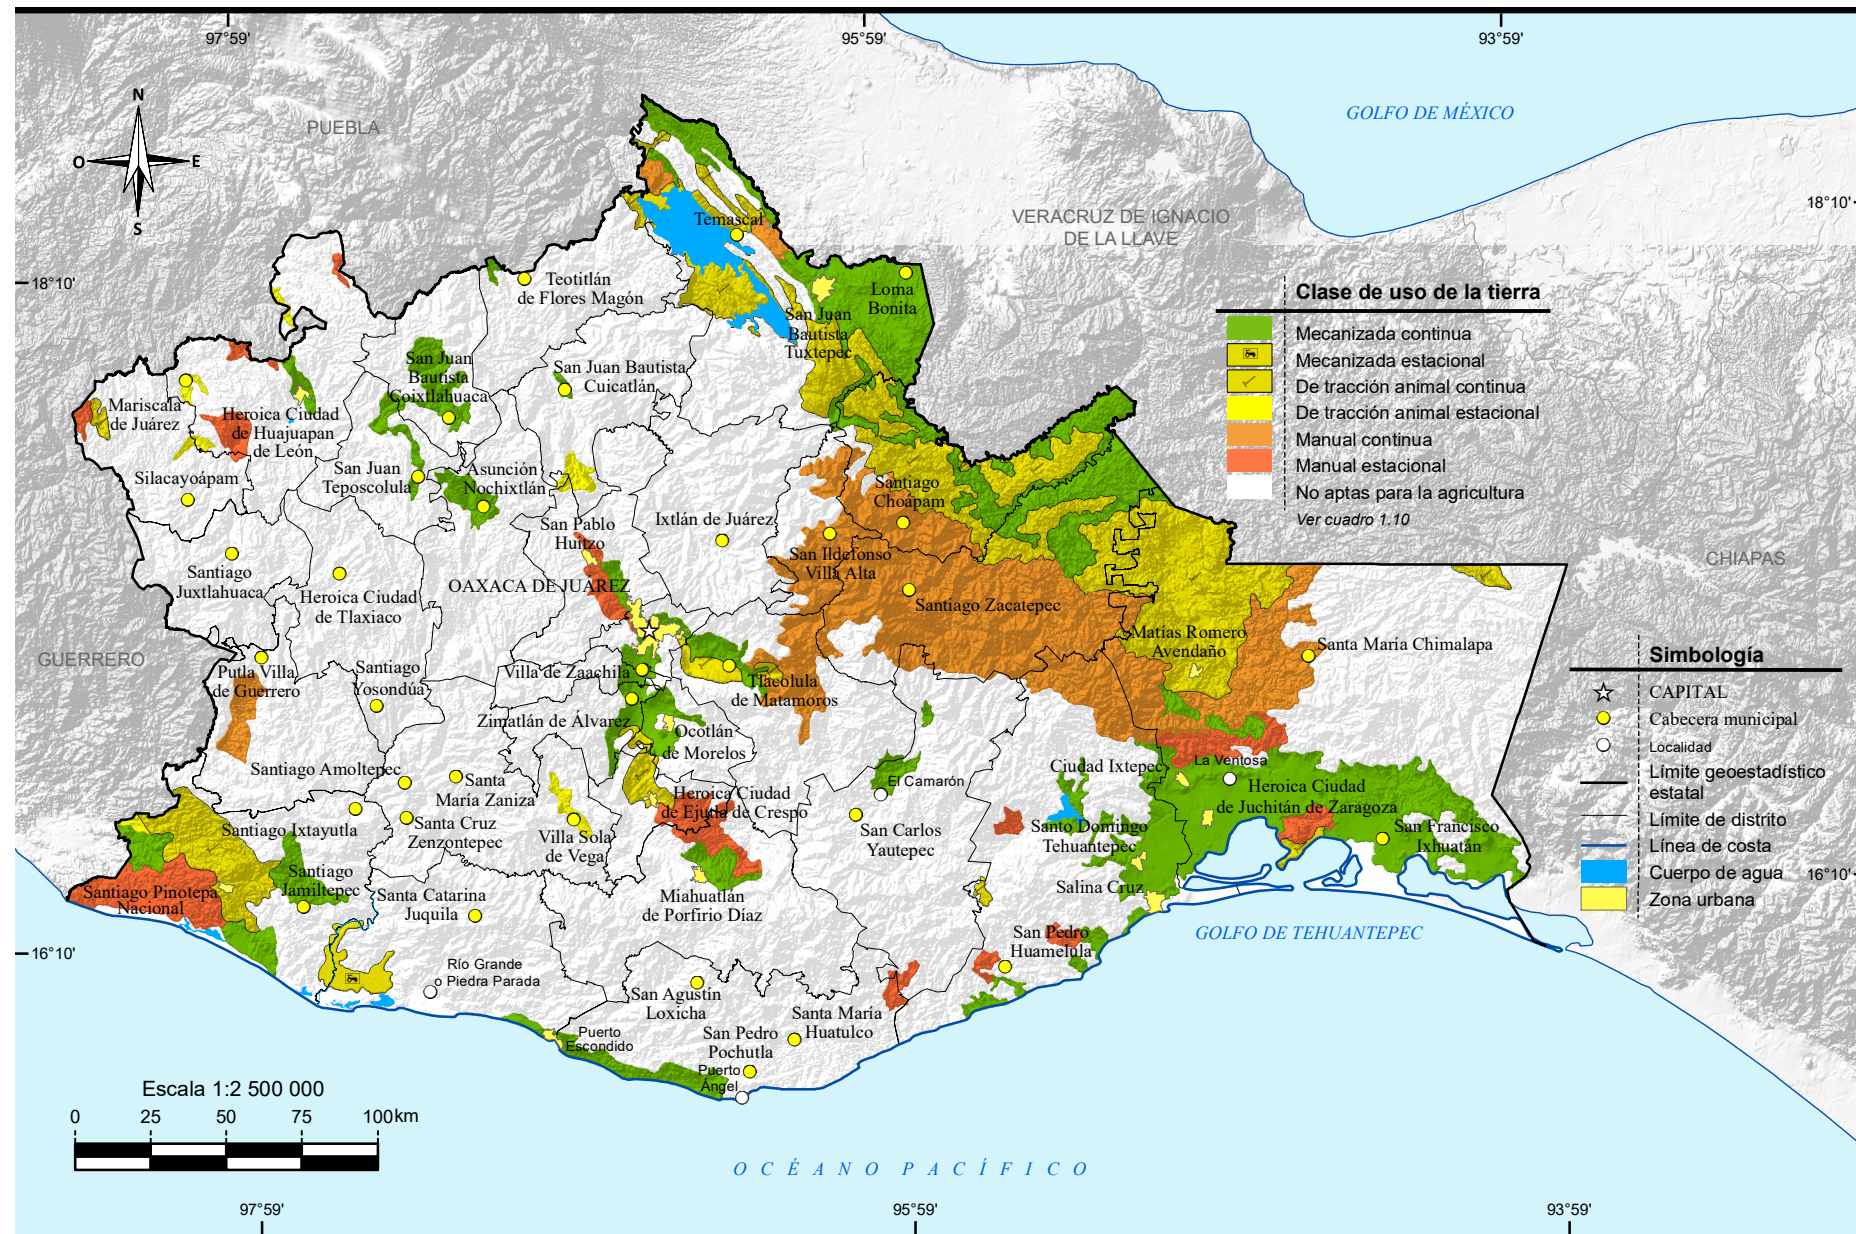 97°59'
95°59'
93°59'
N
O
E
S
PUEBLA
GOLFO DE MÉXICO
VERACRUZ DE IGNACIO
DE LA LLAVE
18°10'
18°10'
Temascal
Teotitlán
de Flores Magón
Loma
Bonita
San Juan
Bautista
Tuxtepec
San Juan
Bautista
Coixtlahuaca
San Juan Bautista
Cuicatlán
Mariscala
de Juárez
Heroica Ciudad
de Huajuapan
de León
Silacayoápam
San Juan
Teposcolula
Asunción
Nochixtlán
San Pablo
Huitzo
Ixtlán de Juárez
Santiago
Choápam
San Ildefonso
Villa Alta
Santiago
Juxtlahuaca
Heroica Ciudad
de Tlaxiaco
OAXACA DE JUÁREZ
Santiago Zacatepec
Matías Romero
Avendaño
Santa María Chimalapa
CHIAPAS
GUERRERO
Putla Villa
de Guerrero
Santiago
Yosondúa
Villa de Zaachila
Tlacolula
de Matamoros
Zimatlán de Álvarez
Ocotlán
de Morelos
Santiago Amoltepec
Santa
María Zaniza
Heroica Ciudad
de Ejutla de Crespo
El Camarón
Ciudad Ixtepec
La Ventosa
Heroica Ciudad
de Juchitán de Zaragoza
Santiago Ixtayutla
Santa Cruz
Zenzontepec
Villa Sola
de Vega
San Carlos
Yautepec
Santo Domingo
Tehuantepec
San Francisco
Ixhuatán
Santiago
Jamiltepec
Santiago Pinotepa
Nacional
Santa Catarina
Juquila
Miahuatlán
de Porfirio Díaz
Salina Cruz
San Pedro
Huamelula
GOLFO DE TEHUANTEPEC
16°10'
16°10'
Río Grande
o Piedra Parada
San Agustín
Loxicha
Santa María
Huatulco
Puerto
Escondido
San Pedro
Pochutla
Puerto
Ángel
OCÉANO PACÍFICO
Clase de uso de la tierra
Mecanizada continua
Mecanizada estacional
De tracción animal continua
De tracción animal estacional
Manual continua
Manual estacional
No aptas para la agricultura
Ver cuadro 1.10
Simbología
CAPITAL
Cabecera municipal
Localidad
Límite geoestadístico
estatal
Límite de distrito
Línea de costa
Cuerpo de agua
Zona urbana
Escala 1:2 500 000
0 25 50 75 100km
97°59'
95°59'
93°59'